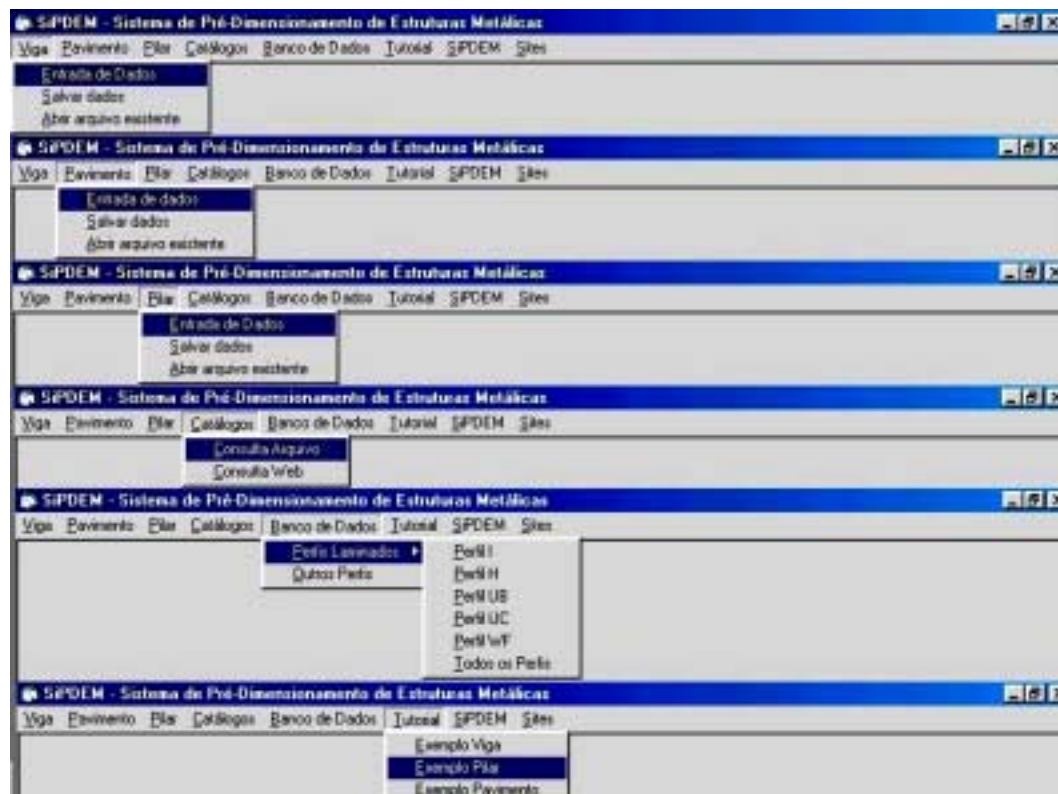 SiPDEM - Sistema de Pré-Dimensionamento de Estruturas Metálicas
Viga Pavimento Pilar Catálogos Banco de Dados Tutorial SiPDEM Sites
Entrada de Dados
Salvar dados
Abrir arquivo existente
SiPDEM - Sistema de Pré-Dimensionamento de Estruturas Metálicas
Viga Pavimento Pilar Catálogos Banco de Dados Tutorial SiPDEM Sites
Entrada de dados
Salvar dados
Abrir arquivo existente
SiPDEM - Sistema de Pré-Dimensionamento de Estruturas Metálicas
Viga Pavimento Pilar Catálogos Banco de Dados Tutorial SiPDEM Sites
Entrada de Dados
Salvar dados
Abrir arquivo existente
SiPDEM - Sistema de Pré-Dimensionamento de Estruturas Metálicas
Viga Pavimento Pilar Catálogos Banco de Dados Tutorial SiPDEM Sites
Consulta Arquivo
Consulta Web
SiPDEM - Sistema de Pré-Dimensionamento de Estruturas Metálicas
Viga Pavimento Pilar Catálogos Banco de Dados Tutorial SiPDEM Sites
Perfis Laminados
Outros Perfis
Perfil I
Perfil H
Perfil UB
Perfil UC
Perfil WF
Todos os Perfis
SiPDEM - Sistema de Pré-Dimensionamento de Estruturas Metálicas
Viga Pavimento Pilar Catálogos Banco de Dados Tutorial SiPDEM Sites
Exemplo Viga
Exemplo Pilar
Exemplo Pavimento